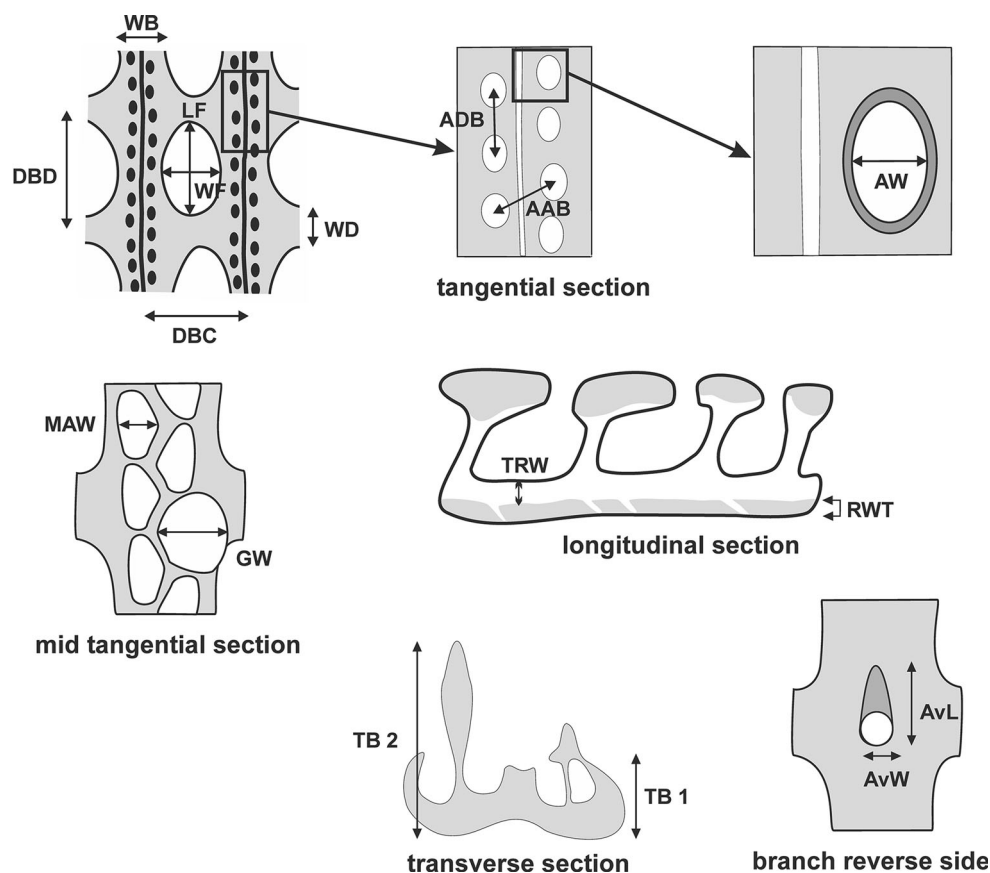 WB
LF
DBD
WF
WD
DBC
ADB
AAB
tangential section
AW
MAW
GW
mid tangential section
TRW
RWT
longitudinal section
TB 2
TB 1
transverse section
AvL
AvW
branch reverse side